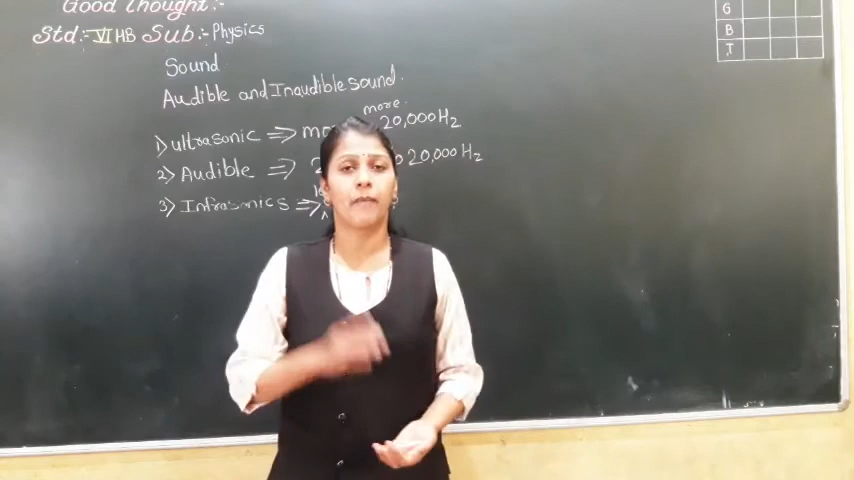 Good Thought:-
Std:- VII HB Sub:- Physics
G
B
T
Sound
Audible and Inaudible sound.
more
1) ultrasonic ⇒ 20,000 Hz
2) Audible ⇒ 20,000 Hz
3) Infrasonics ⇒